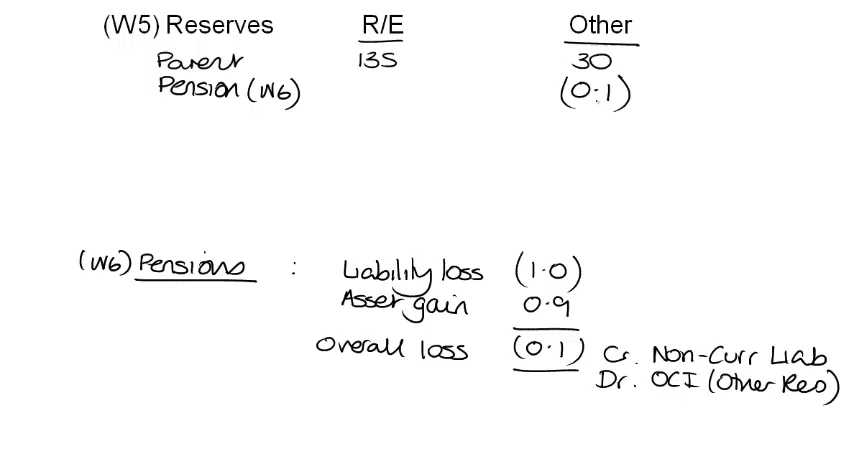 (W5) Reserves R/E Other
Parent 135 30
Pension (W6) (0.1)
(W6) Pensions : Liability loss (1.0)
Asset gain 0.9
Overall loss (0.1) Cr. Non-Curr Liab
Dr. OCI (Other Res)